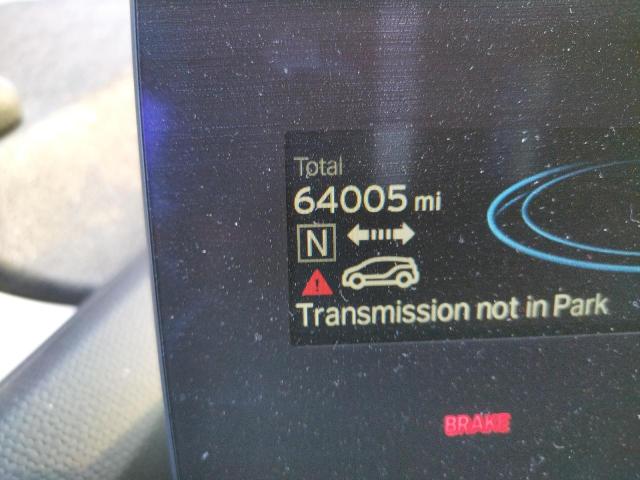 Total
64005 mi
N
Transmission not in Park
BRAKE